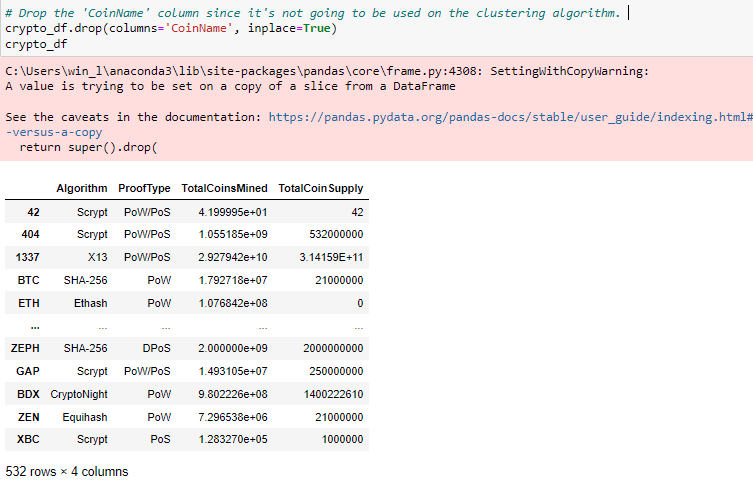 # Drop the 'CoinName' column since it's not going to be used on the clustering algorithm.
crypto_df.drop(columns='CoinName', inplace=True)
crypto_df
C:\Users\win_l\anaconda3\lib\site-packages\pandas\core\frame.py:4308: SettingWithCopyWarning:
A value is trying to be set on a copy of a slice from a DataFrame
See the caveats in the documentation: https://pandas.pydata.org/pandas-docs/stable/user_guide/indexing.html#
-versus-a-copy
return super().drop(
Algorithm ProofType TotalCoinsMined TotalCoinSupply
42 Scrypt PoW/PoS 4.199995e+01 42
404 Scrypt PoW/PoS 1.055185e+09 532000000
1337 X13 PoW/PoS 2.927942e+10 3.14159E+11
BTC SHA-256 PoW 1.792718e+07 21000000
ETH Ethash PoW 1.076842e+08 0
... ... ... ... ...
ZEPH SHA-256 DPoS 2.000000e+09 2000000000
GAP Scrypt PoW/PoS 1.493105e+07 250000000
BDX CryptoNight PoW 9.802226e+08 1400222610
ZEN Equihash PoW 7.296538e+06 21000000
XBC Scrypt PoS 1.283270e+05 1000000
532 rows × 4 columns